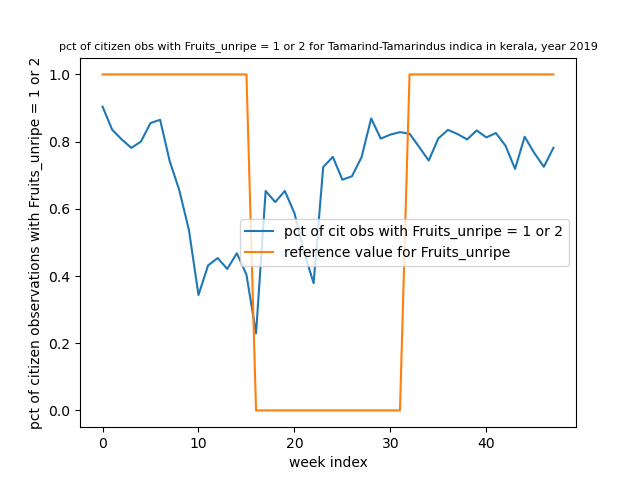 pct of citizen obs with Fruits_unripe = 1 or 2 for Tamarind-Tamarindus indica in kerala, year 2019
pct of citizen observations with Fruits_unripe = 1 or 2
1.0
0.8
0.6
0.4
0.2
0.0
pct of cit obs with Fruits_unripe = 1 or 2
reference value for Fruits_unripe
0
10
20
30
40
week index